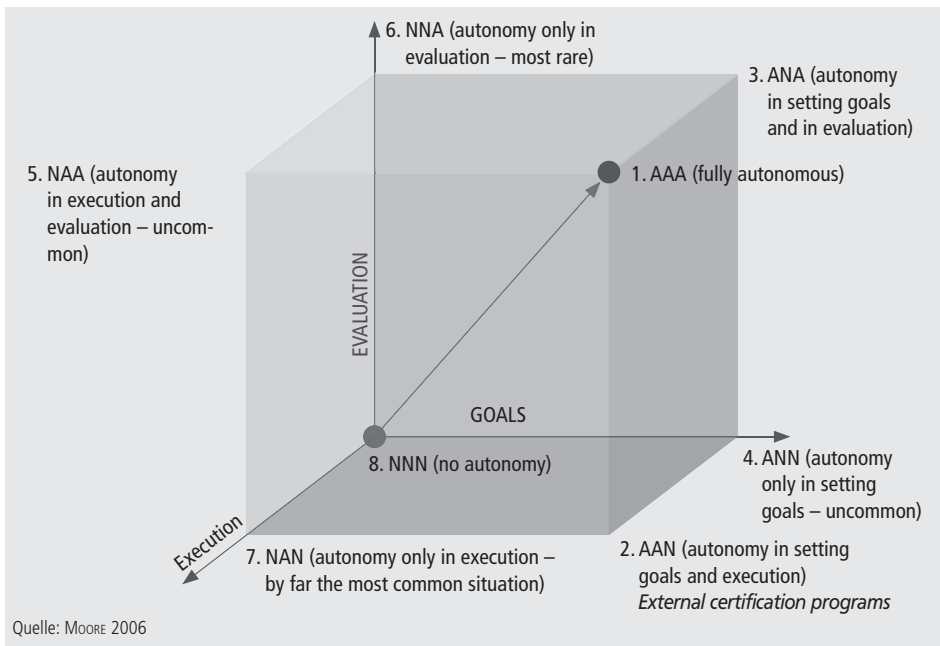 6. NNA (autonomy only in
evaluation – most rare)
3. ANA (autonomy
in setting goals
and in evaluation)
5. NAA (autonomy
in execution and
evaluation – uncom-
mon)
1. AAA (fully autonomous)
EVALUATION
GOALS
8. NNN (no autonomy)
4. ANN (autonomy
only in setting
goals – uncommon)
Execution
7. NAN (autonomy only in execution –
by far the most common situation)
2. AAN (autonomy in setting
goals and execution)
External certification programs
Quelle: MOORE 2006